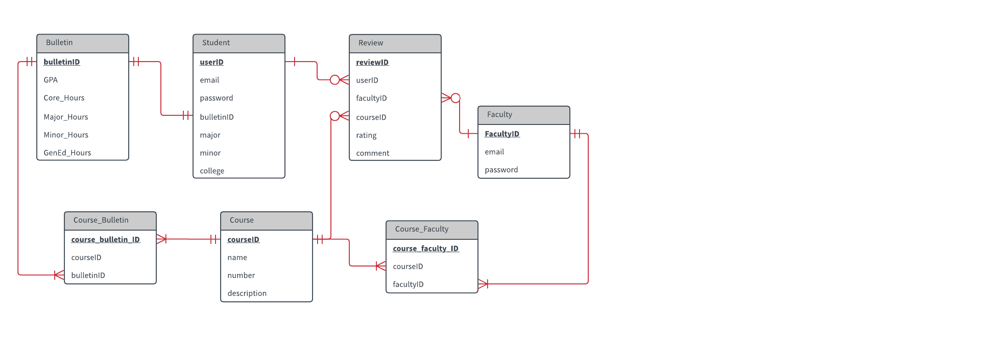 Bulletin
bulletinID
GPA
Core_Hours
Major_Hours
Minor_Hours
GenEd_Hours
Student
userID
email
password
bulletinID
major
minor
college
Review
reviewID
userID
facultyID
courseID
rating
comment
Faculty
FacultyID
email
password
Course_Bulletin
course_bulletin_ID
courseID
bulletinID
Course
courseID
name
number
description
Course_Faculty
course_faculty_ID
courseID
facultyID